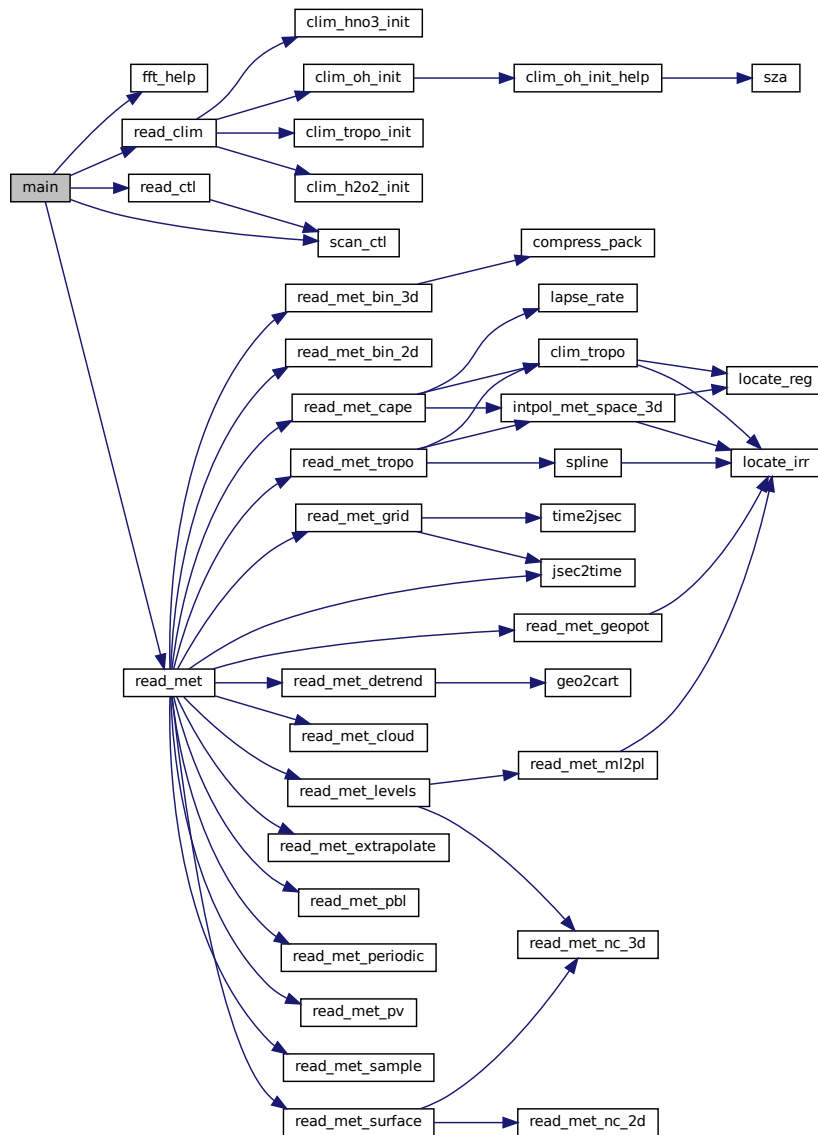 clim_hno3_init
fft_help
clim_oh_init
clim_oh_init_help
sza
read_clim
clim_tropo_init
main
read_ctl
clim_h2o2_init
scan_ctl
compress_pack
read_met_bin_3d
lapse_rate
read_met_bin_2d
clim_tropo
locate_reg
read_met_cape
intpol_met_space_3d
read_met_tropo
spline
locate_irr
read_met_grid
time2jsec
jsec2time
read_met_geopot
read_met
read_met_detrend
geo2cart
read_met_cloud
read_met_ml2pl
read_met_levels
read_met_extrapolate
read_met_pbl
read_met_nc_3d
read_met_periodic
read_met_pv
read_met_sample
read_met_surface
read_met_nc_2d